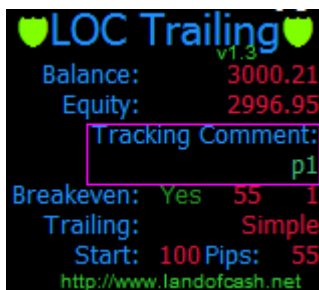 LOC Trailing
v1.3
Balance: 3000.21
Equity: 2996.95
Tracking Comment:
p1
Breakeven: Yes 55 1
Trailing: Simple
Start: 100 Pips: 55
http://www.landofcash.net